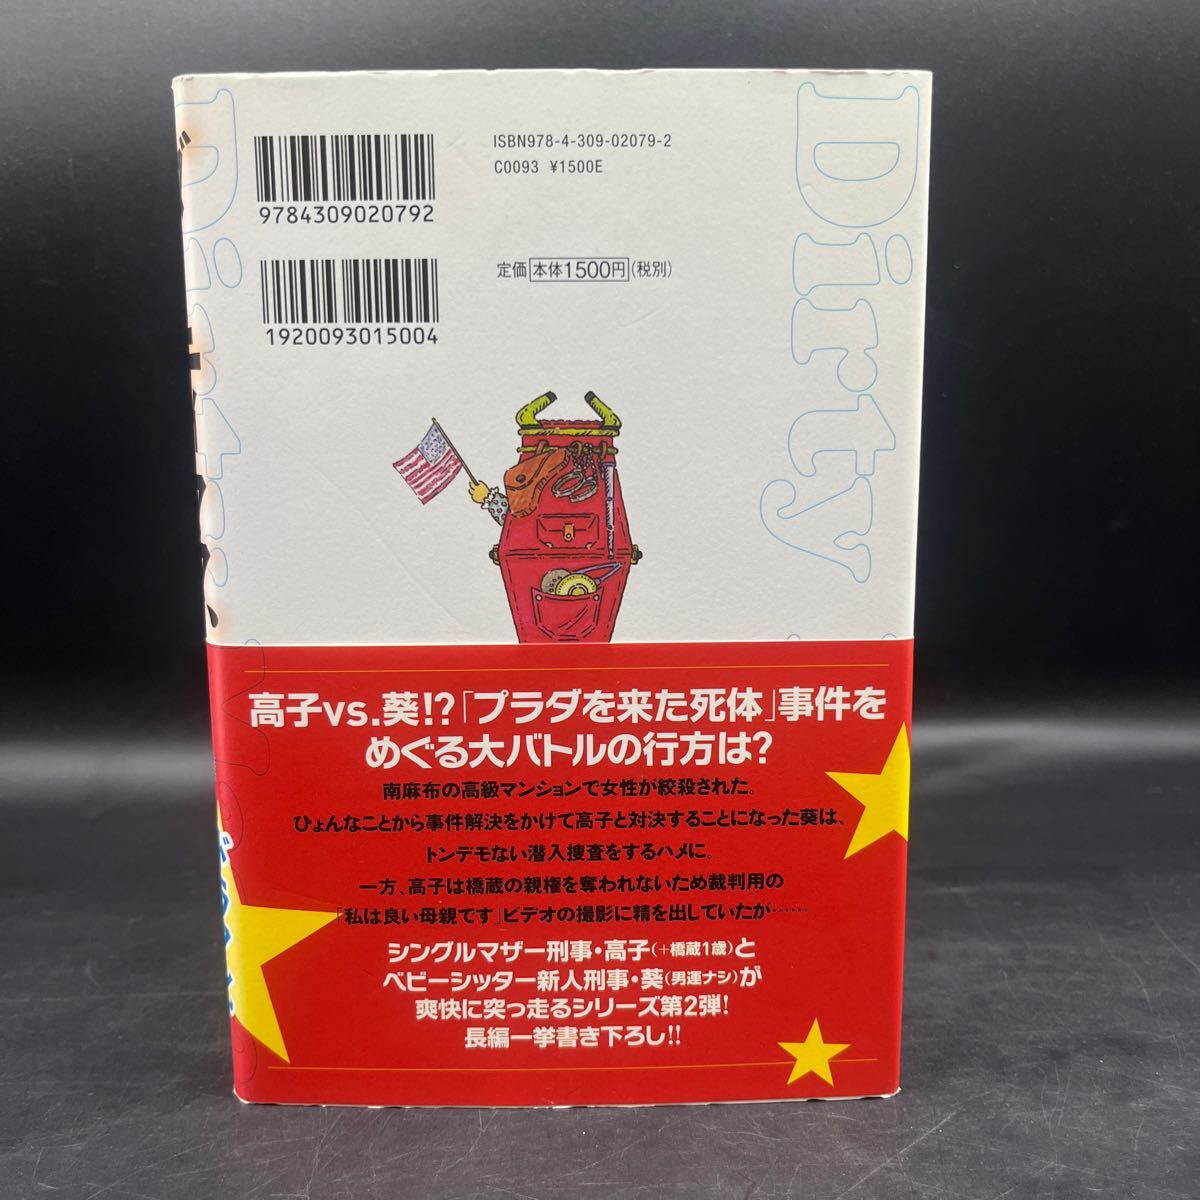 ISBN978-4-309-02079-2
C0093 ¥1500E
9784309020792
定価 本体1500円 (税別)
1920093015004
Dirty
高子vs.葵!?「プラダを来た死体」事件を
めぐる大バトルの行方は?
南麻布の高級マンションで女性が絞殺された。
ひょんなことから事件解決をかけて高子と対決することになった葵は、
トンデモない潜入捜査をするハメに。
一方、高子は橋蔵の親権を奪われないため裁判用の
「私は良い母親です」ビデオの撮影に精を出していたが……
シングルマザー刑事・高子(+橋蔵1歳)と
ベビーシッター新人刑事・葵(男運ナシ)が
爽快に突っ走るシリーズ第2弾!
長編一挙書き下ろし!!